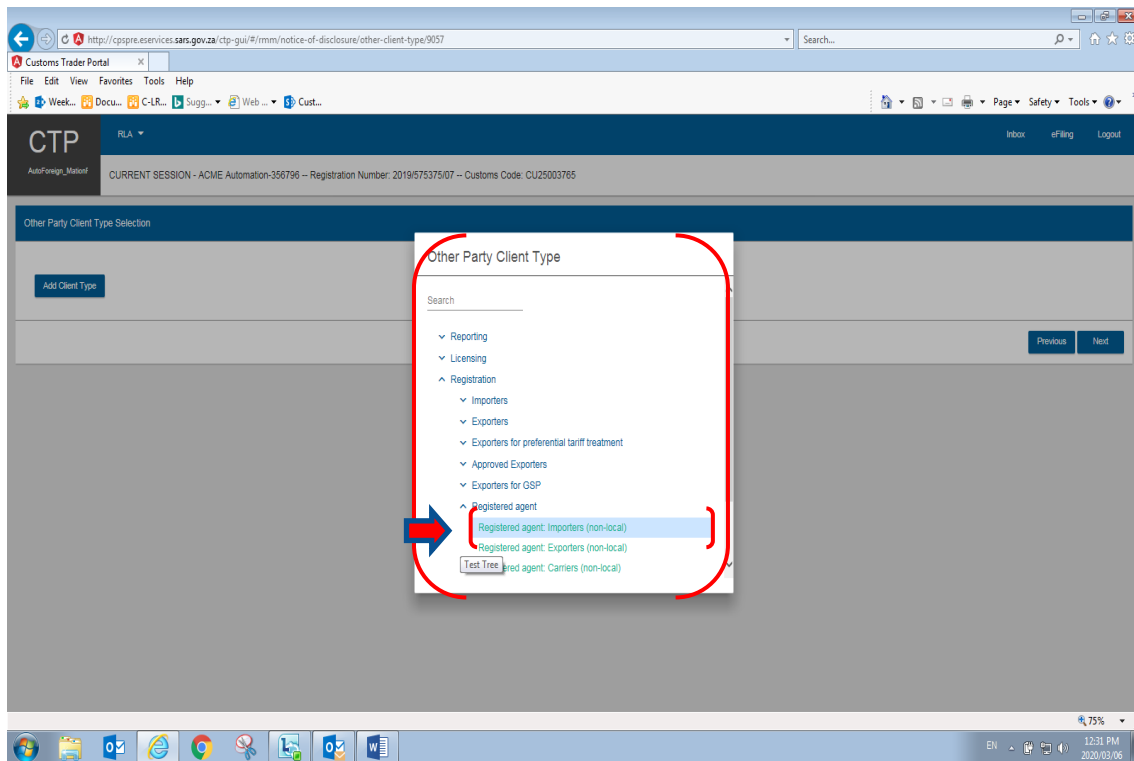 http://cpspre.eservices.sars.gov.za/ctp-gui/#/rmm/notice-of-disclosure/other-client-type/9057
Search...
Customs Trader Portal
File Edit View Favorites Tools Help
Week... Docu... C-LR... Sugg... Web ... Cust...
Page Safety Tools
CTP
RLA
Inbox eFiling Logout
AutoForeign_MationF
CURRENT SESSION - ACME Automation-356796 -- Registration Number: 2019/575375/07 -- Customs Code: CU25003765
Other Party Client Type Selection
Add Client Type
Previous Next
Other Party Client Type
Search
Reporting
Licensing
Registration
Importers
Exporters
Exporters for preferential tariff treatment
Approved Exporters
Exporters for GSP
Registered agent
Registered agent: Importers (non-local)
Registered agent: Exporters (non-local)
Test Tree ered agent: Carriers (non-local)
75%
EN
12:31 PM
2020/03/06